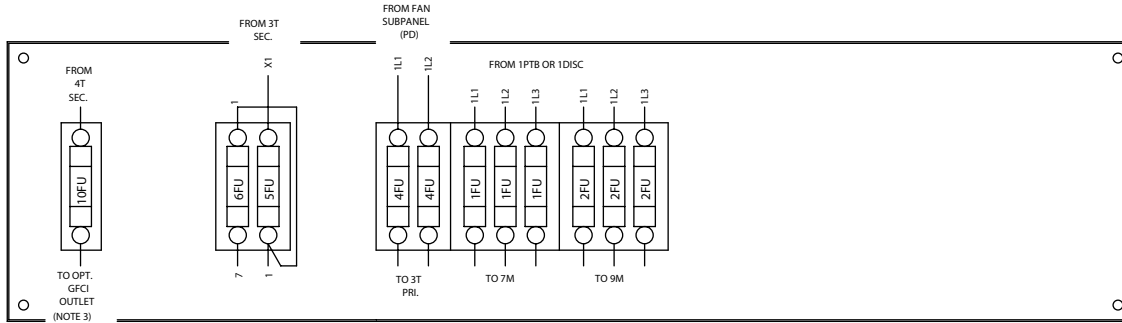 FROM FAN
SUBPANEL
(PD)
FROM 3T
SEC.
FROM
4T
SEC.
1
X1
1L1
1L2
FROM 1PTB OR 1DISC
1L1
1L2
1L3
1L1
1L2
1L3
10FU
6FU
5FU
4FU
4FU
1FU
1FU
1FU
2FU
2FU
2FU
7
1
TO OPT.
GFCI
OUTLET
(NOTE 3)
TO 3T
PRI.
TO 7M
TO 9M